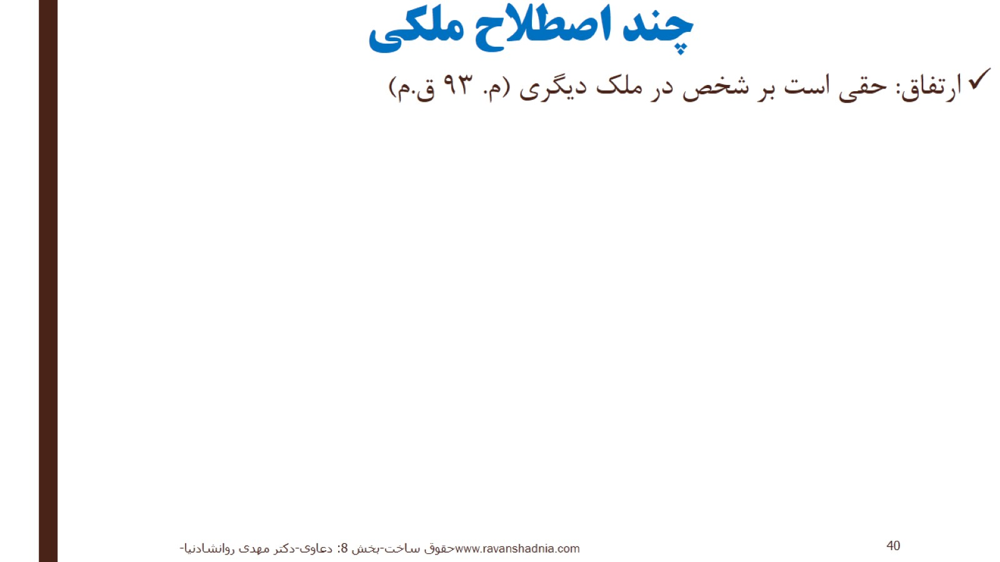 چند اصطلاح ملکی
✓ ارتفاق: حقی است بر شخص در ملک دیگری (م. ۹۳ ق.م)
www.ravanshadnia.comحقوق ساخت-بخش 8: دعاوی-دکتر مهدی روانشادنیا-
40